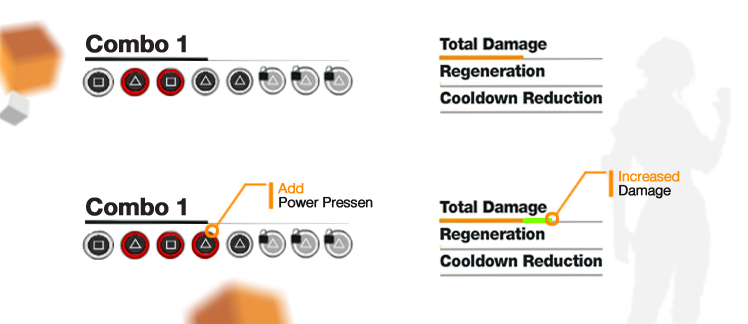 Combo 1
Total Damage
Regeneration
Cooldown Reduction
Add
Power Pressen
Combo 1
Increased
Damage
Total Damage
Regeneration
Cooldown Reduction